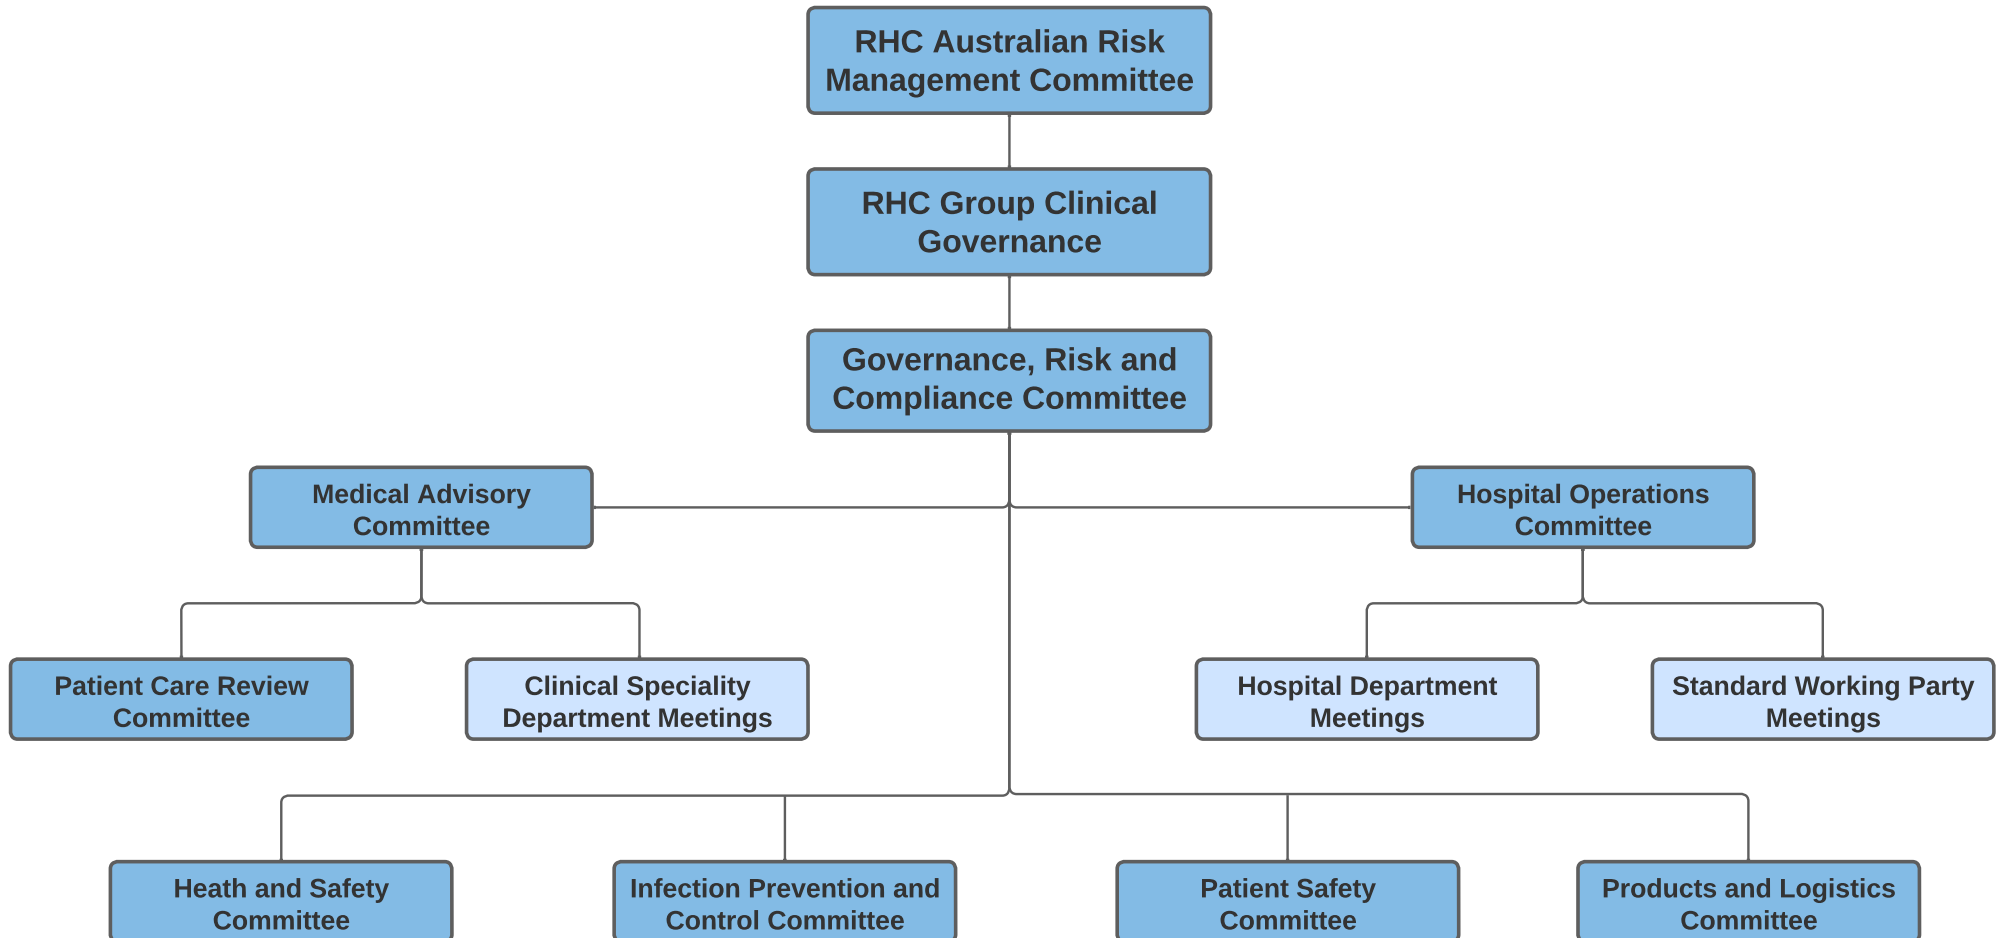 RHC Australian Risk
Management Committee
RHC Group Clinical
Governance
Governance, Risk and
Compliance Committee
Medical Advisory
Committee
Hospital Operations
Committee
Patient Care Review
Committee
Clinical Speciality
Department Meetings
Hospital Department
Meetings
Standard Working Party
Meetings
Heath and Safety
Committee
Infection Prevention and
Control Committee
Patient Safety
Committee
Products and Logistics
Committee